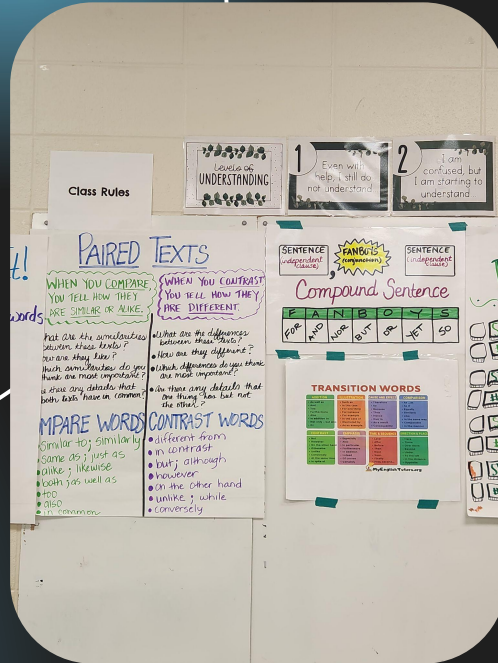 Class Rules
Levels of
UNDERSTANDING
1
Even with
help, I still do
not understand.
2
I am
confused, but
I am starting to
understand.
t!
words
PAIRED TEXTS
WHEN YOU COMPARE,
YOU TELL HOW THEY
ARE SIMILAR OR ALIKE.
hat are the similarities
between these texts?
ow are they like?
hich similarities do you
think are most important?
there any details that
both texts have in common?
MPARE WORDS
Similar to; similarly
same as; just as
alike; likewise
both; as well as
too
also
in common
WHEN YOU CONTRAST
YOU TELL HOW THEY
ARE DIFFERENT.
•What are the differences
between these texts?
•How are they different?
•Which differences do you think
are most important?
•Are there any details that
one thing has but not
the other?
CONTRAST WORDS
•different from
•in contrast
•but; although
•however
•on the other hand
•unlike; while
•conversely
SENTENCE
(independent
clause)
,
FANBOYS
(conjunctions)
SENTENCE
(independent
clause)
Compound Sentence
F A N B O Y S
FOR AND NOR BUT OR YET SO
TRANSITION WORDS
MyEnglishTutors.org